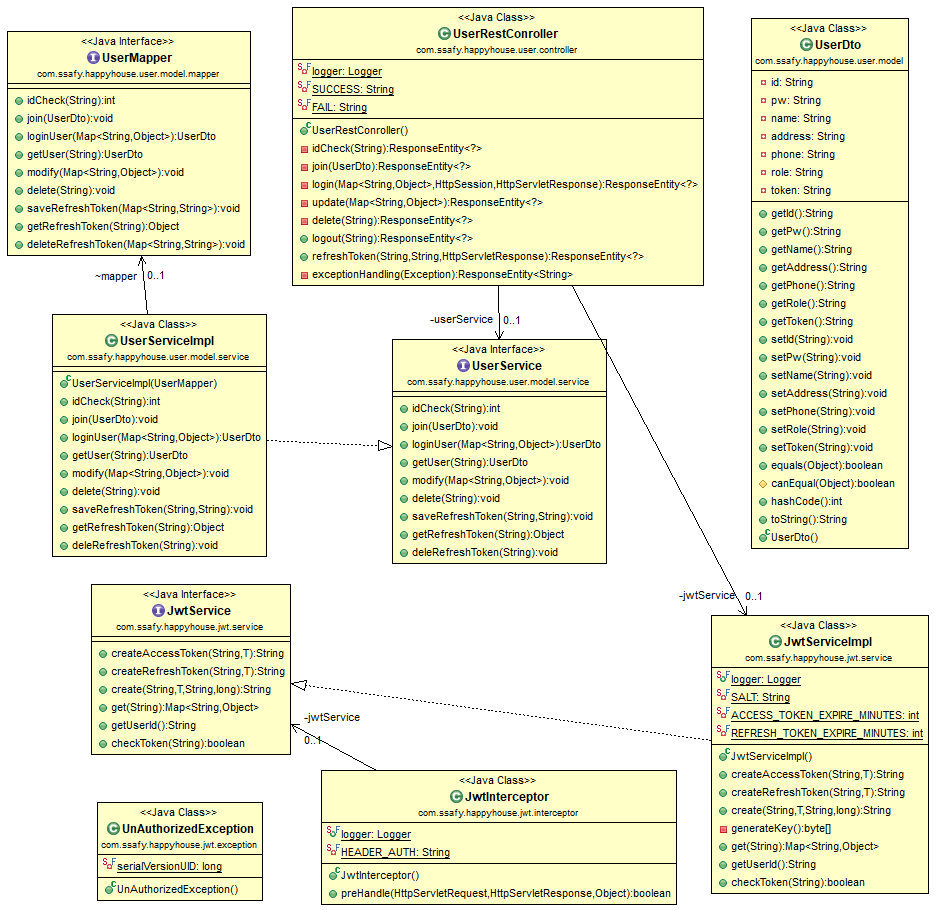 <<Java Interface>>
UserMapper
com.ssafy.happyhouse.user.model.mapper
idCheck(String):int
join(UserDto):void
loginUser(Map<String,Object>):UserDto
getUser(String):UserDto
modify(Map<String,Object>):void
delete(String):void
saveRefreshToken(Map<String,String>):void
getRefreshToken(String):Object
deleteRefreshToken(Map<String,String>):void
<<Java Class>>
UserRestConroller
com.ssafy.happyhouse.user.controller
logger: Logger
SUCCESS: String
FAIL: String
UserRestConroller()
idCheck(String):ResponseEntity<?>
join(UserDto):ResponseEntity<?>
login(Map<String,Object>,HttpSession,HttpServletResponse):ResponseEntity<?>
update(Map<String,Object>):ResponseEntity<?>
delete(String):ResponseEntity<?>
logout(String):ResponseEntity<?>
refreshToken(String,String,HttpServletResponse):ResponseEntity<?>
exceptionHandling(Exception):ResponseEntity<String>
<<Java Class>>
UserDto
com.ssafy.happyhouse.user.model
id: String
pw: String
name: String
address: String
phone: String
role: String
token: String
getId():String
getPw():String
getName():String
getAddress():String
getPhone():String
getRole():String
getToken():String
setId(String):void
setPw(String):void
setName(String):void
setAddress(String):void
setPhone(String):void
setRole(String):void
setToken(String):void
equals(Object):boolean
canEqual(Object):boolean
hashCode():int
toString():String
UserDto()
~mapper 0..1
<<Java Class>>
UserServiceImpl
com.ssafy.happyhouse.user.model.service
UserServiceImpl(UserMapper)
idCheck(String):int
join(UserDto):void
loginUser(Map<String,Object>):UserDto
getUser(String):UserDto
modify(Map<String,Object>):void
delete(String):void
saveRefreshToken(String,String):void
getRefreshToken(String):Object
deleRefreshToken(String):void
-userService 0..1
<<Java Interface>>
UserService
com.ssafy.happyhouse.user.model.service
idCheck(String):int
join(UserDto):void
loginUser(Map<String,Object>):UserDto
getUser(String):UserDto
modify(Map<String,Object>):void
delete(String):void
saveRefreshToken(String,String):void
getRefreshToken(String):Object
deleRefreshToken(String):void
-jwtService 0..1
<<Java Interface>>
JwtService
com.ssafy.happyhouse.jwt.service
createAccessToken(String,T):String
createRefreshToken(String,T):String
create(String,T,String,long):String
get(String):Map<String,Object>
getUserId():String
checkToken(String):boolean
-jwtService
0..1
<<Java Class>>
JwtServiceImpl
com.ssafy.happyhouse.jwt.service
logger: Logger
SALT: String
ACCESS_TOKEN_EXPIRE_MINUTES: int
REFRESH_TOKEN_EXPIRE_MINUTES: int
JwtServiceImpl()
createAccessToken(String,T):String
createRefreshToken(String,T):String
create(String,T,String,long):String
generateKey():byte[]
get(String):Map<String,Object>
getUserId():String
checkToken(String):boolean
<<Java Class>>
UnAuthorizedException
com.ssafy.happyhouse.jwt.exception
serialVersionUID: long
UnAuthorizedException()
<<Java Class>>
JwtInterceptor
com.ssafy.happyhouse.jwt.interceptor
logger: Logger
HEADER_AUTH: String
JwtInterceptor()
preHandle(HttpServletRequest,HttpServletResponse,Object):boolean